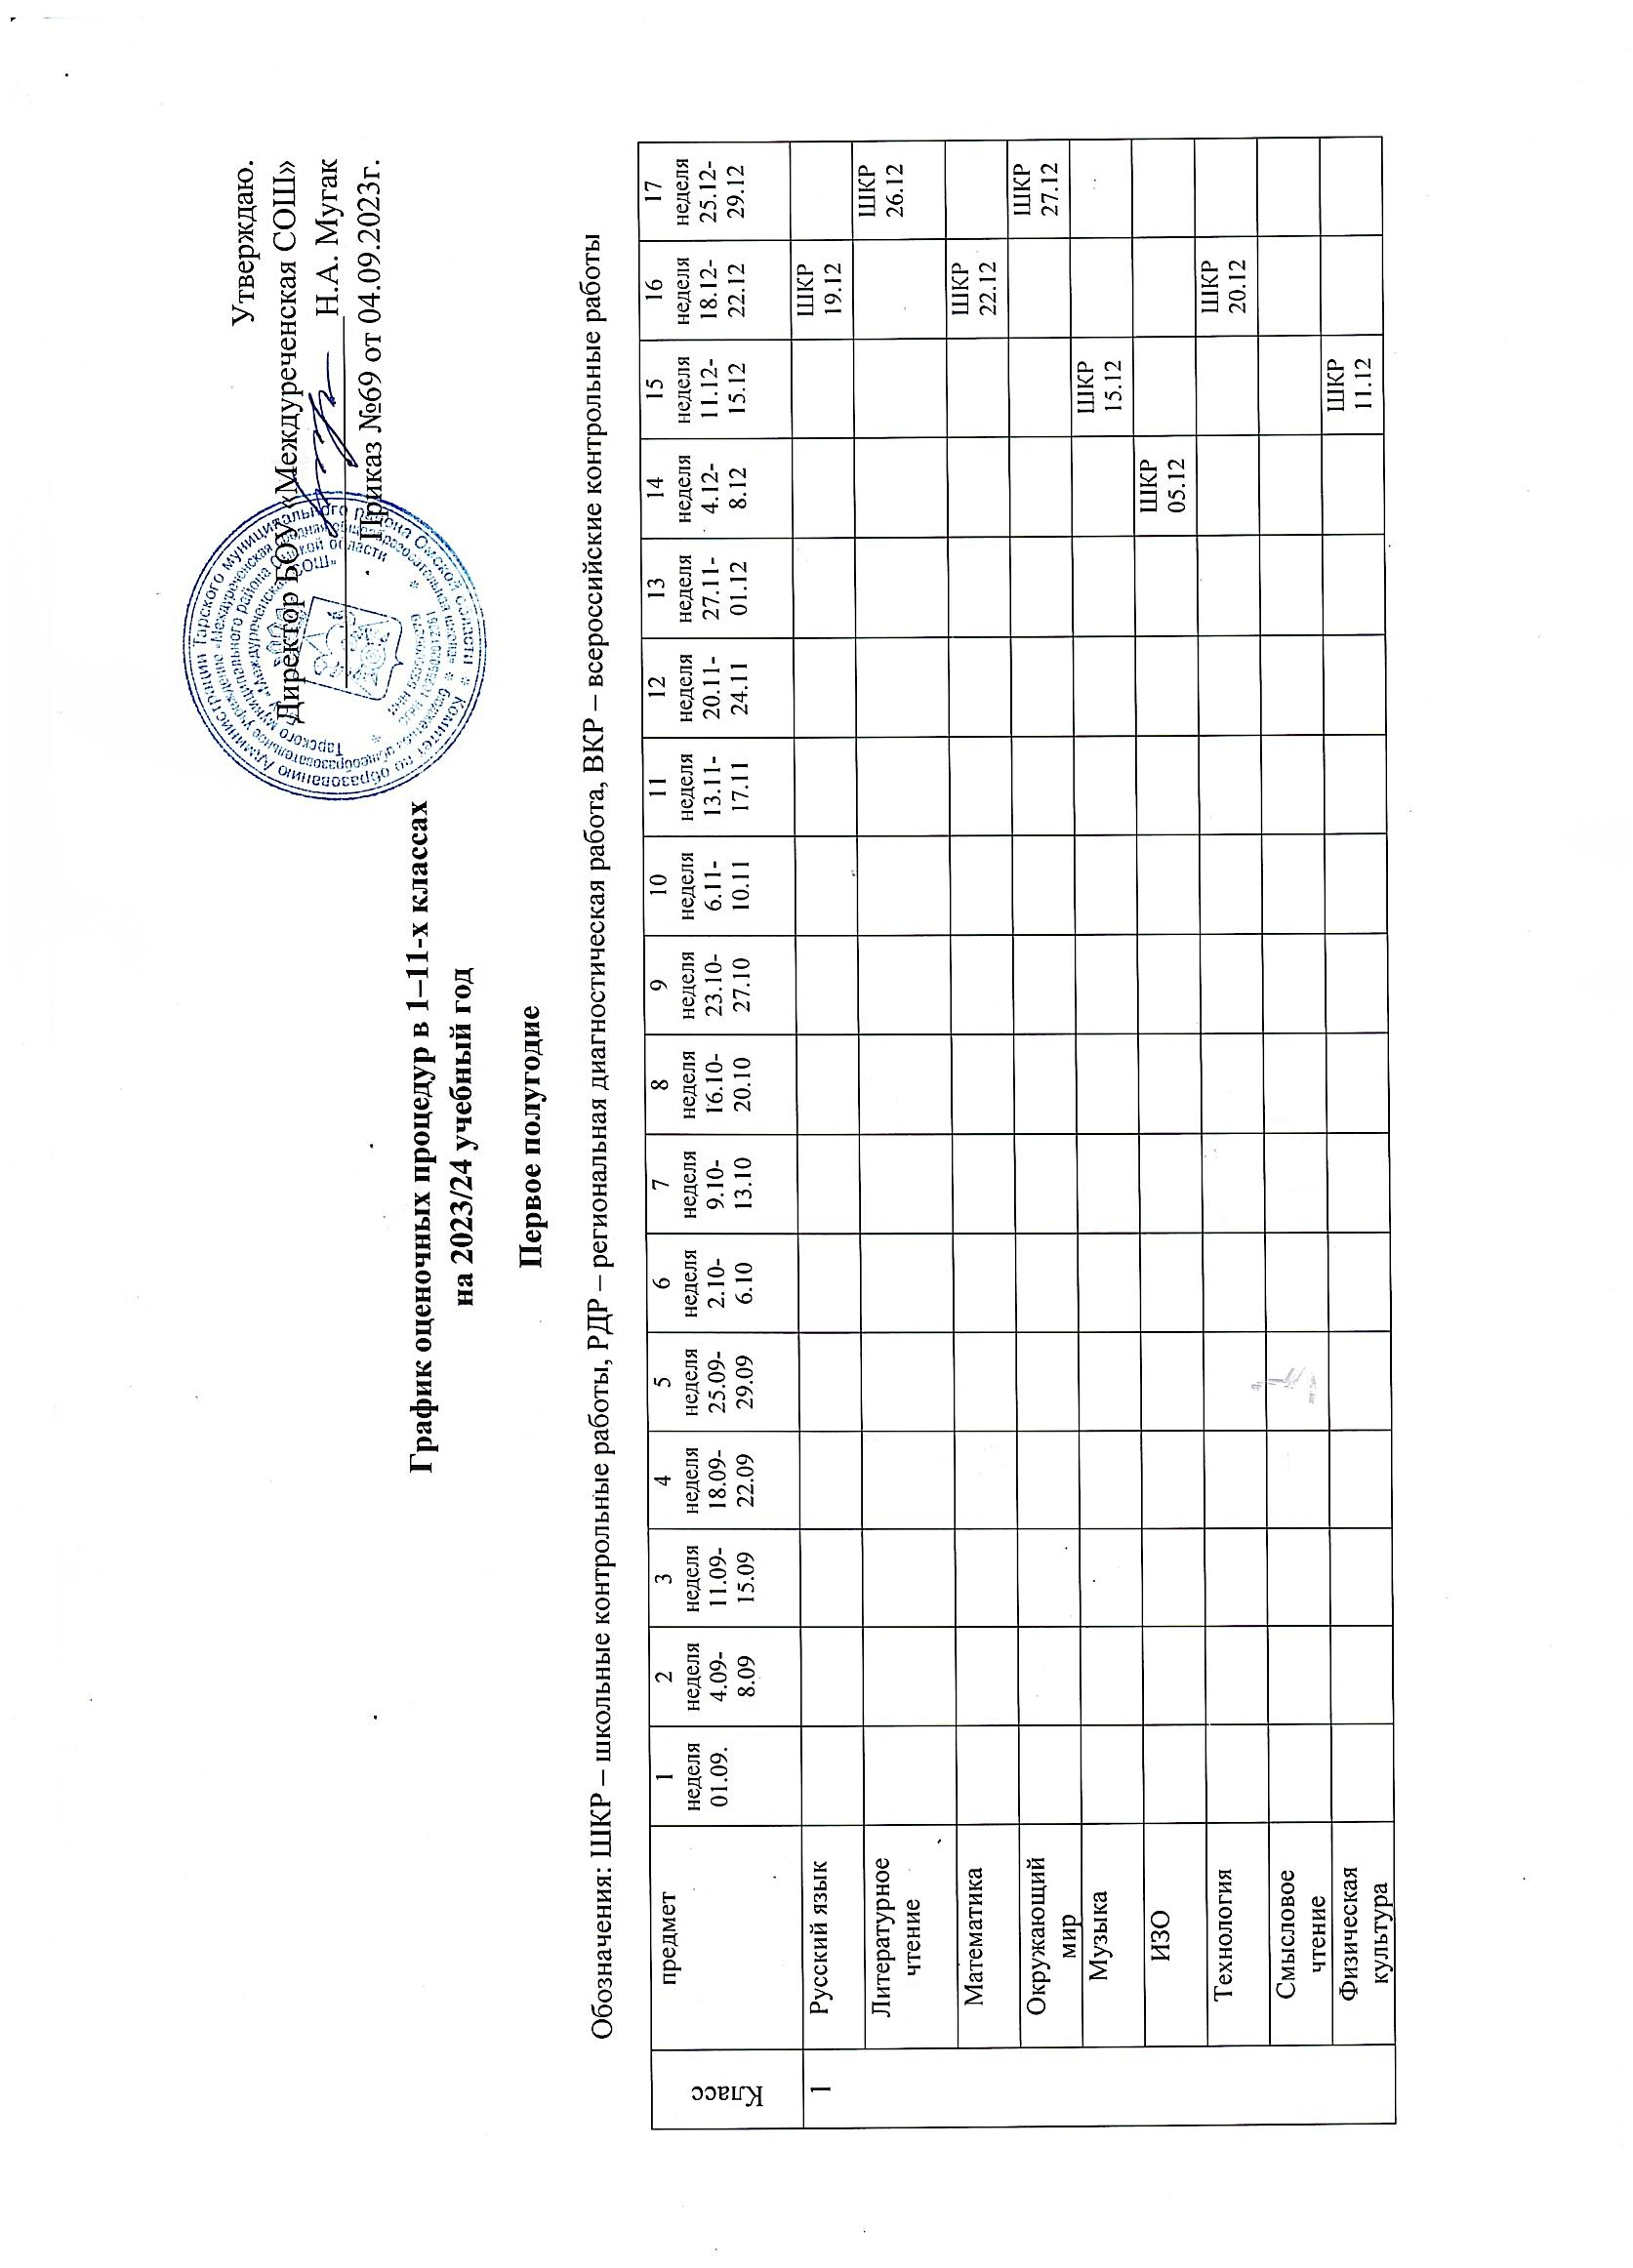 Утверждаю.
Директор БОУ «Междуреченская СОШ»
Н.А. Мугак
Приказ №69 от 04.09.2023г.
График оценочных процедур в 1–11-х классах
на 2023/24 учебный год
Первое полугодие
Обозначения: ШКР – школьные контрольные работы, РДР – региональная диагностическая работа, ВКР – всероссийские контрольные работы
Класс
предмет
1
неделя
01.09.
2
неделя
4.09-
8.09
3
неделя
11.09-
15.09
4
неделя
18.09-
22.09
5
неделя
25.09-
29.09
6
неделя
2.10-
6.10
7
неделя
9.10-
13.10
8
неделя
16.10-
20.10
9
неделя
23.10-
27.10
10
неделя
6.11-
10.11
11
неделя
13.11-
17.11
12
неделя
20.11-
24.11
13
неделя
27.11-
01.12
14
неделя
4.12-
8.12
15
неделя
11.12-
15.12
16
неделя
18.12-
22.12
17
неделя
25.12-
29.12
1
Русский язык
ШКР
19.12
Литературное
чтение
ШКР
26.12
Математика
ШКР
22.12
Окружающий
мир
ШКР
27.12
Музыка
ШКР
15.12
ИЗО
ШКР
05.12
Технология
ШКР
20.12
Смысловое
чтение
Физическая
культура
ШКР
11.12